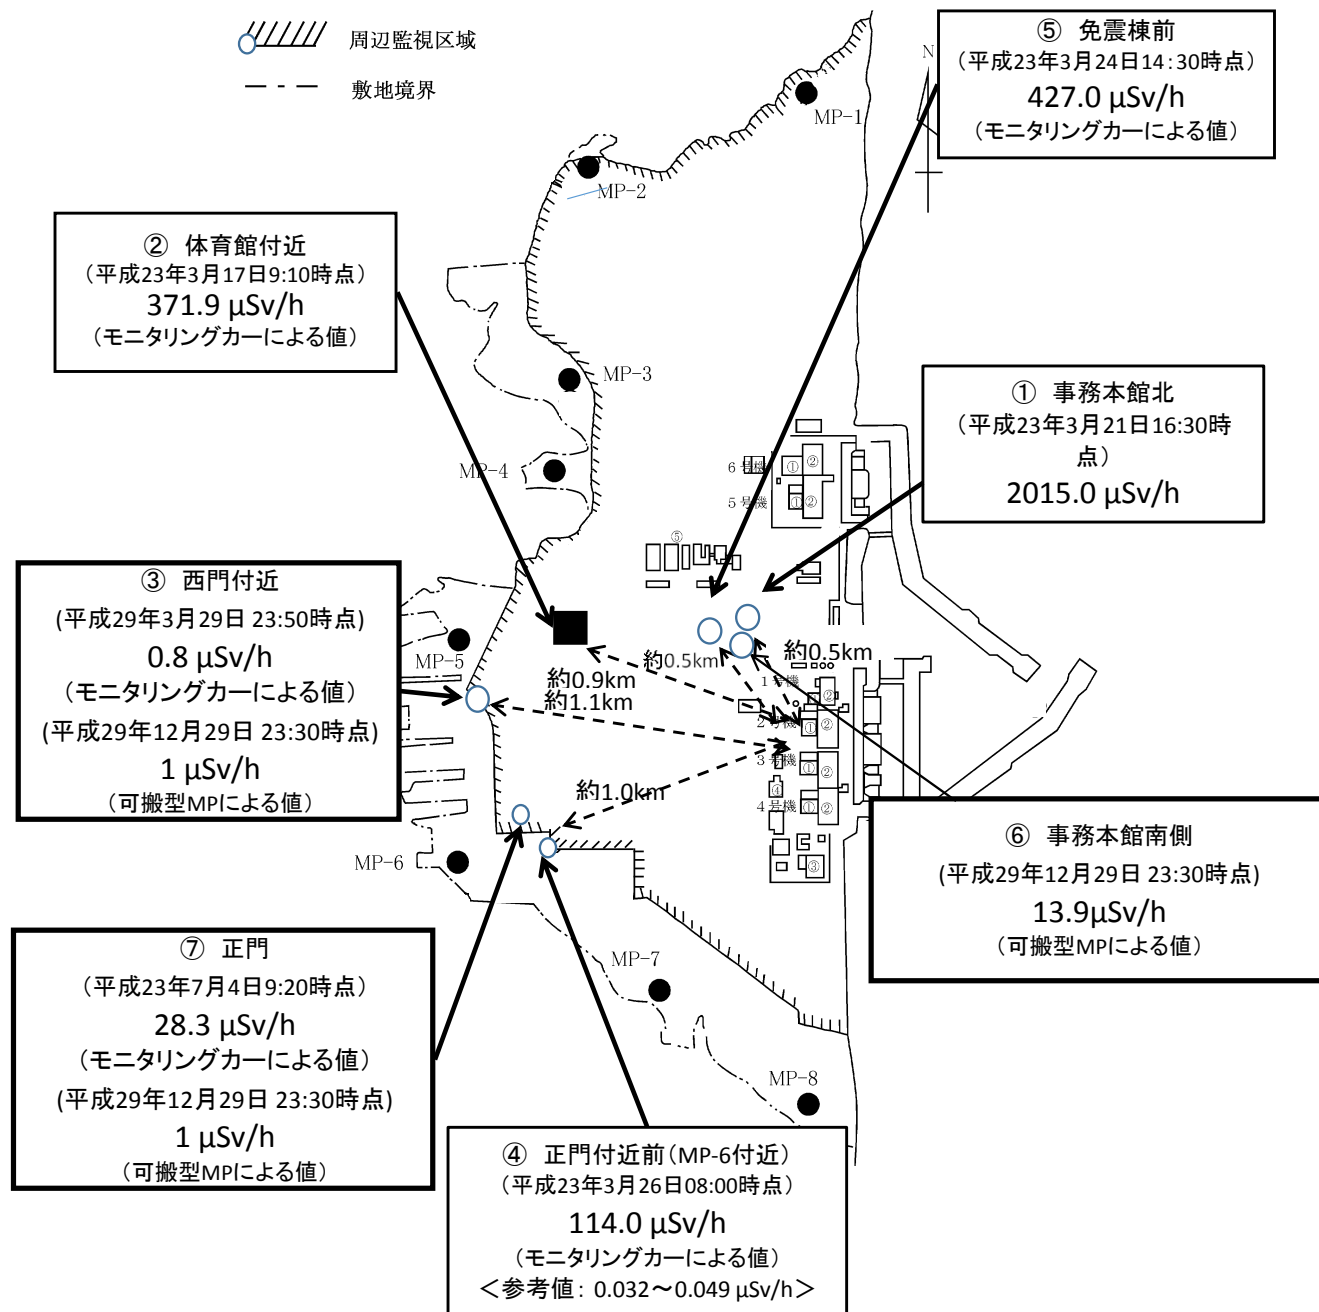 周辺監視区域
敷地境界
⑤ 免震棟前
(平成23年3月24日14:30時点)
427.0 μSv/h
(モニタリングカーによる値)
N
MP-1
MP-2
② 体育館付近
(平成23年3月17日9:10時点)
371.9 μSv/h
(モニタリングカーによる値)
MP-3
MP-4
① 事務本館北
(平成23年3月21日16:30時
点)
2015.0 μSv/h
6号機
①
②
5号機
①
②
⑤
③ 西門付近
(平成29年3月29日 23:50時点)
0.8 μSv/h
(モニタリングカーによる値)
(平成29年12月29日 23:30時点)
1 μSv/h
(可搬型MPによる値)
MP-5
約0.5km
約0.5km
約0.9km
約1.1km
1号機
②
2号機
①
②
3号機
①
②
④
4号機
①
②
③
約1.0km
MP-6
⑥ 事務本館南側
(平成29年12月29日 23:30時点)
13.9μSv/h
(可搬型MPによる値)
⑦ 正門
(平成23年7月4日9:20時点)
28.3 μSv/h
(モニタリングカーによる値)
(平成29年12月29日 23:30時点)
1 μSv/h
(可搬型MPによる値)
MP-7
MP-8
④ 正門付近前(MP-6付近)
(平成23年3月26日08:00時点)
114.0 μSv/h
(モニタリングカーによる値)
<参考値: 0.032～0.049 μSv/h>